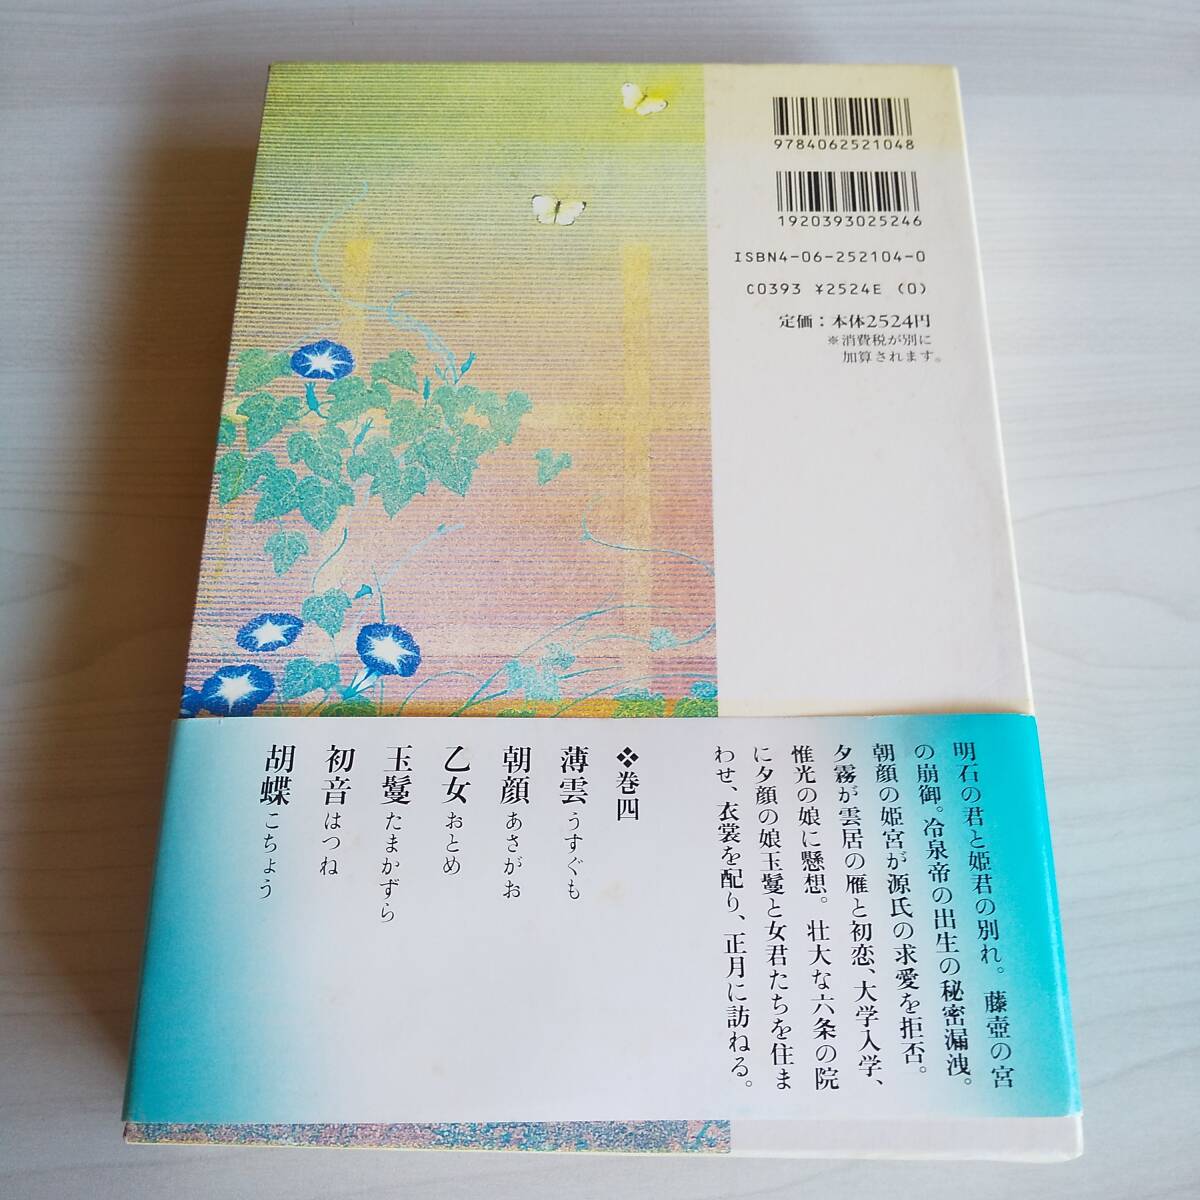 9784062521048
1920393025246
ISBN4-06-252104-0
C0393 ¥2524E (0)
定価：本体2524円
※消費税が別に
加算されます。
明石の君と姫君の別れ。藤壺の宮
の崩御。冷泉帝の出生の秘密漏洩。
朝顔の姫宮が源氏の求愛を拒否。
夕霧が雲居の雁と初恋、大学入学、
惟光の娘に懸想。壮大な六条の院
に夕顔の娘玉鬘と女君たちを住ま
わせ、衣裳を配り、正月に訪ねる。
❖巻四
薄雲うすぐも
朝顔あさがお
乙女おとめ
玉鬘たまかずら
初音はつね
胡蝶こちょう